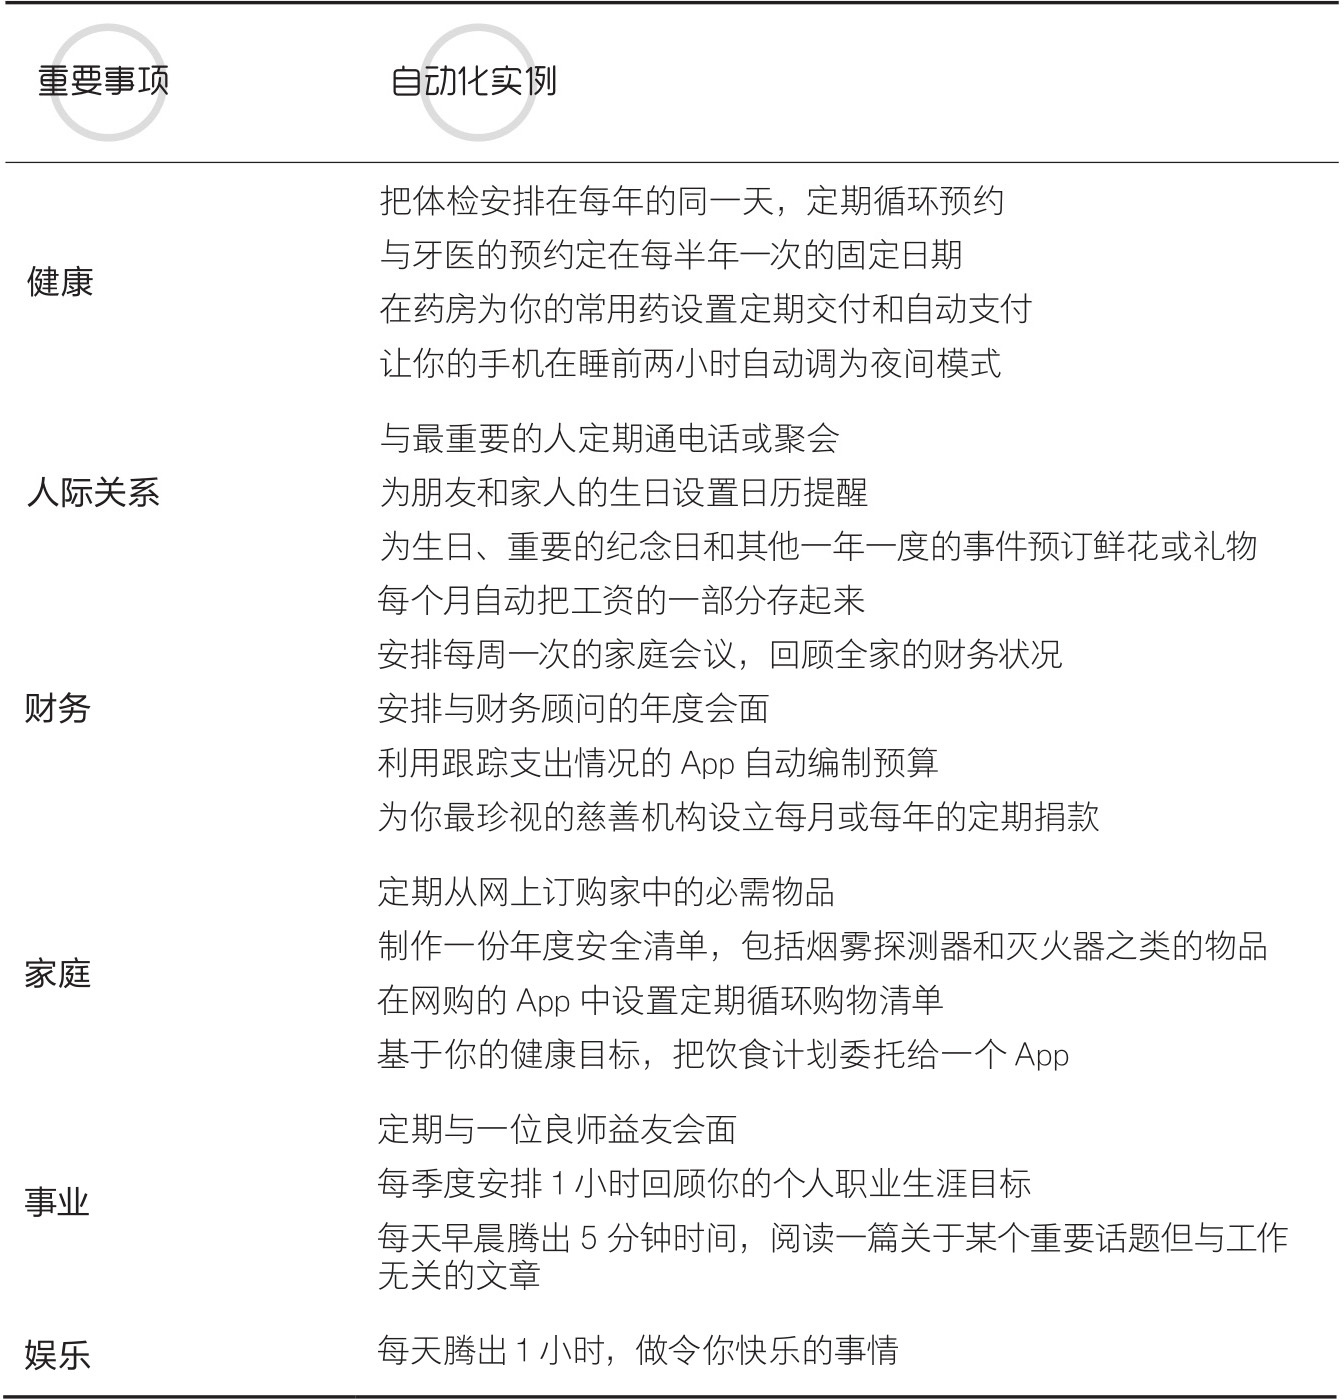 重要事项 自动化实例
把体检安排在每年的同一天，定期循环预约
与牙医的预约定在每半年一次的固定日期
健康
在药房为你的常用药设置定期交付和自动支付
让你的手机在睡前两小时自动调为夜间模式
与最重要的人定期通电话或聚会
人际关系 为朋友和家人的生日设置日历提醒
为生日、重要的纪念日和其他一年一度的事件预订鲜花或礼物
每个月自动把工资的一部分存起来
安排每周一次的家庭会议，回顾全家的财务状况
财务 安排与财务顾问的年度会面
利用跟踪支出情况的 App 自动编制预算
为你最珍视的慈善机构设立每月或每年的定期捐款
定期从网上订购家中的必需物品
制作一份年度安全清单，包括烟雾探测器和灭火器之类的物品
家庭
在网购的 App 中设置定期循环购物清单
基于你的健康目标，把饮食计划委托给一个 App
定期与一位良师益友会面
每季度安排 1 小时回顾你的个人职业生涯目标
事业
每天早晨腾出 5 分钟时间，阅读一篇关于某个重要话题但与工作
无关的文章
娱乐 每天腾出 1 小时，做令你快乐的事情